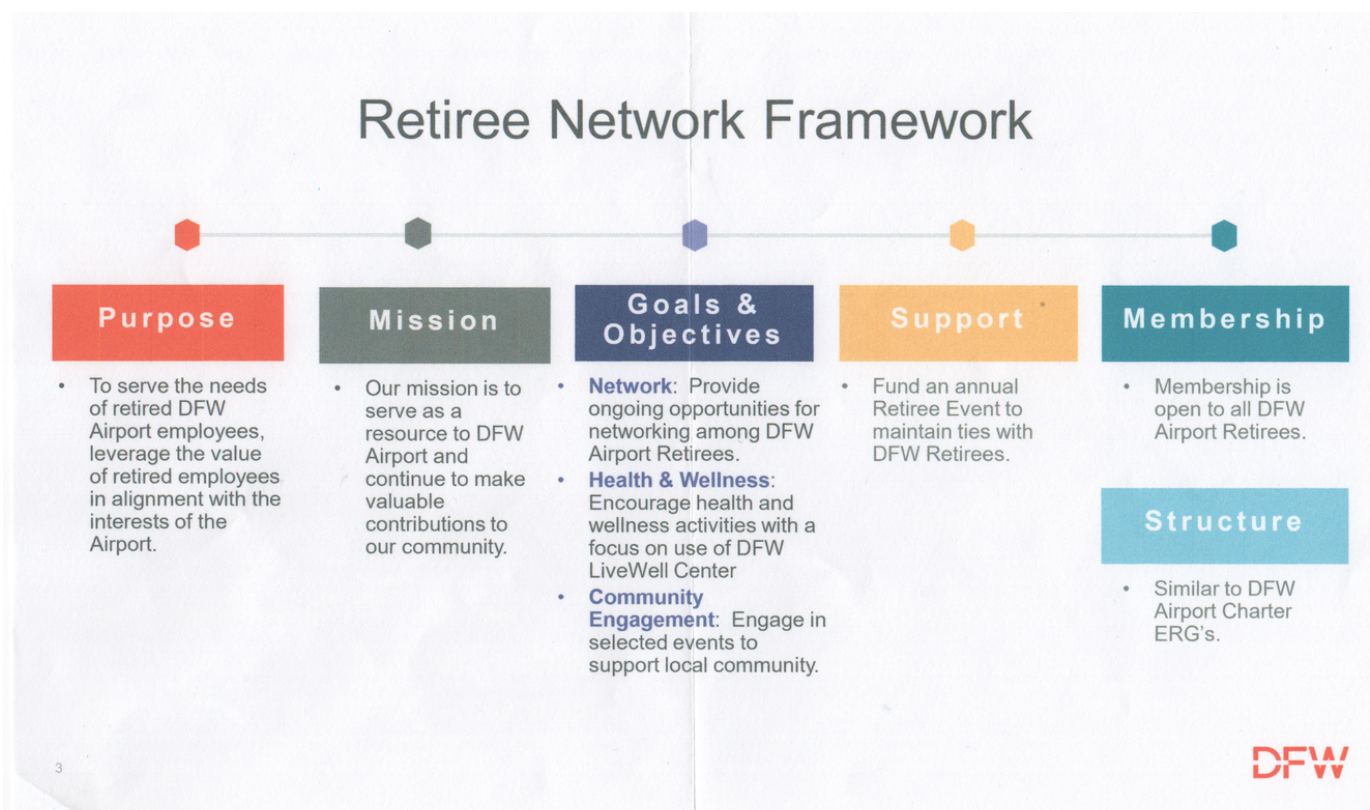 Retiree Network Framework
Purpose
• To serve the needs
of retired DFW
Airport employees,
leverage the value
of retired employees
in alignment with the
interests of the
Airport.
Mission
• Our mission is to
serve as a
resource to DFW
Airport and
continue to make
valuable
contributions to
our community.
Goals &
Objectives
• Network: Provide
ongoing opportunities for
networking among DFW
Airport Retirees.
• Health & Wellness:
Encourage health and
wellness activities with a
focus on use of DFW
LiveWell Center
• Community
Engagement: Engage in
selected events to
support local community.
Support
• Fund an annual
Retiree Event to
maintain ties with
DFW Retirees.
Membership
• Membership is
open to all DFW
Airport Retirees.
Structure
• Similar to DFW
Airport Charter
ERG's.
3
DFW